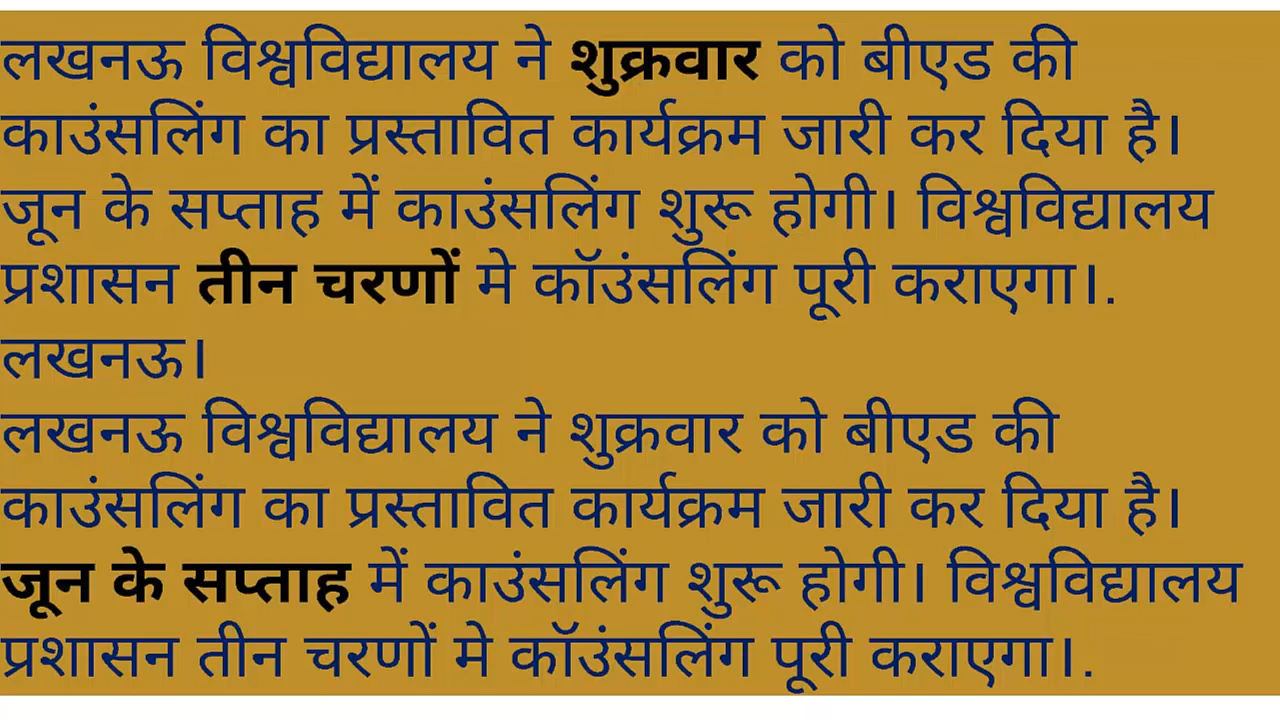 लखनऊ विश्वविद्यालय ने शुक्रवार को बीएड की
काउंसलिंग का प्रस्तावित कार्यक्रम जारी कर दिया है।
जून के सप्ताह में काउंसलिंग शुरू होगी। विश्वविद्यालय
प्रशासन तीन चरणों मे कॉउंसलिंग पूरी कराएगा।.
लखनऊ।
लखनऊ विश्वविद्यालय ने शुक्रवार को बीएड की
काउंसलिंग का प्रस्तावित कार्यक्रम जारी कर दिया है।
जून के सप्ताह में काउंसलिंग शुरू होगी। विश्वविद्यालय
प्रशासन तीन चरणों मे कॉउंसलिंग पूरी कराएगा।.